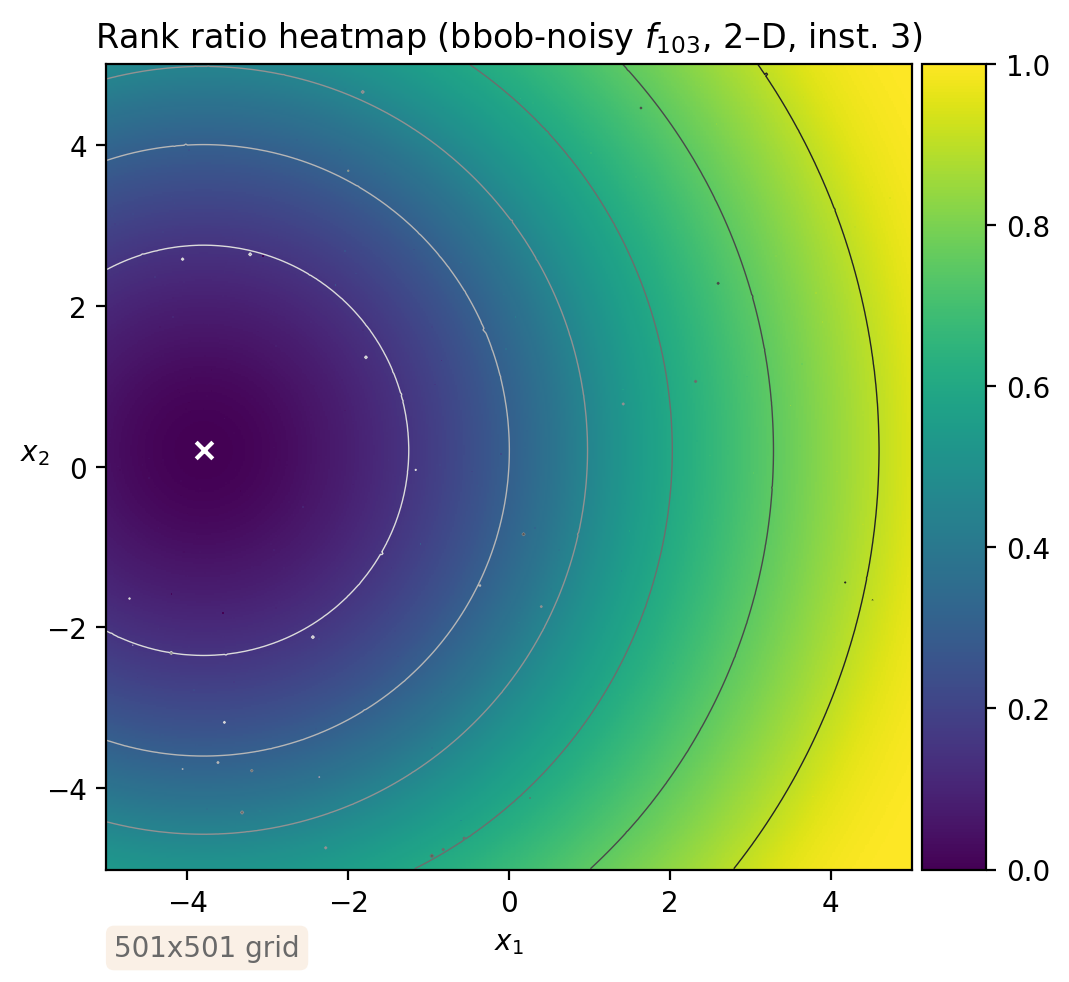 Rank ratio heatmap (bbob-noisy f₁₀₃, 2–D, inst. 3)
1.0
0.8
0.6
0.4
0.2
0.0
4
2
0
−2
−4
x₂
−4 −2 0 2 4
x₁
501x501 grid